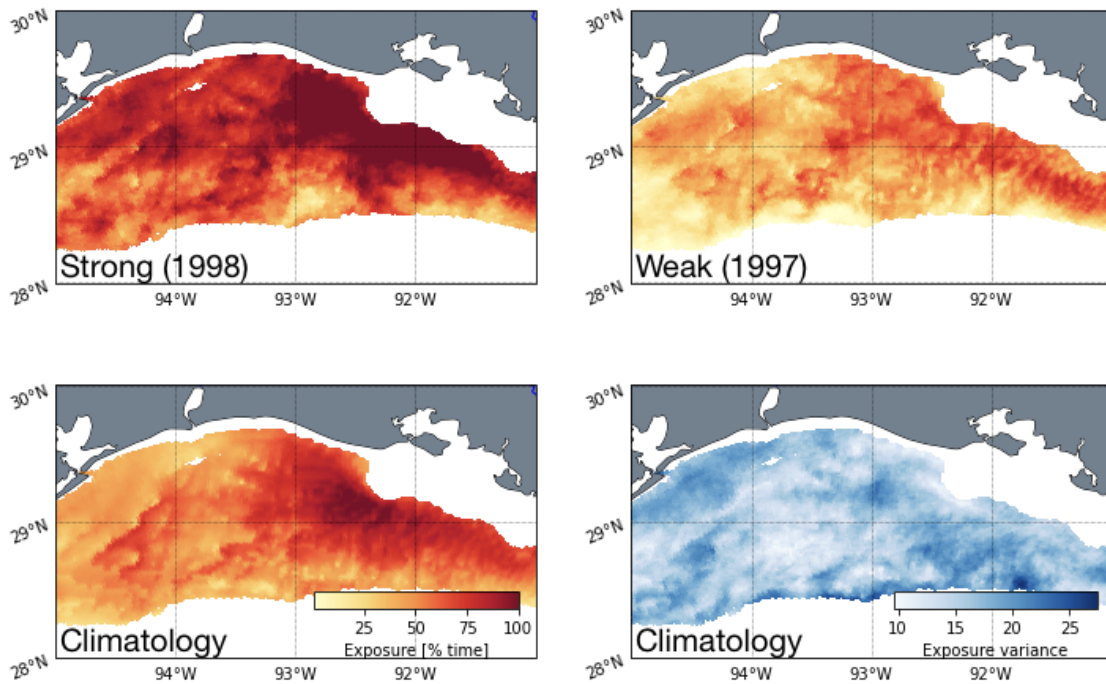 30°N
29°N
28°N
94°W 93°W 92°W
Strong (1998)
30°N
29°N
28°N
94°W 93°W 92°W
Weak (1997)
30°N
29°N
28°N
94°W 93°W 92°W
Climatology
25 50 75 100
Exposure [% time]
30°N
29°N
28°N
94°W 93°W 92°W
Climatology
10 15 20 25
Exposure variance